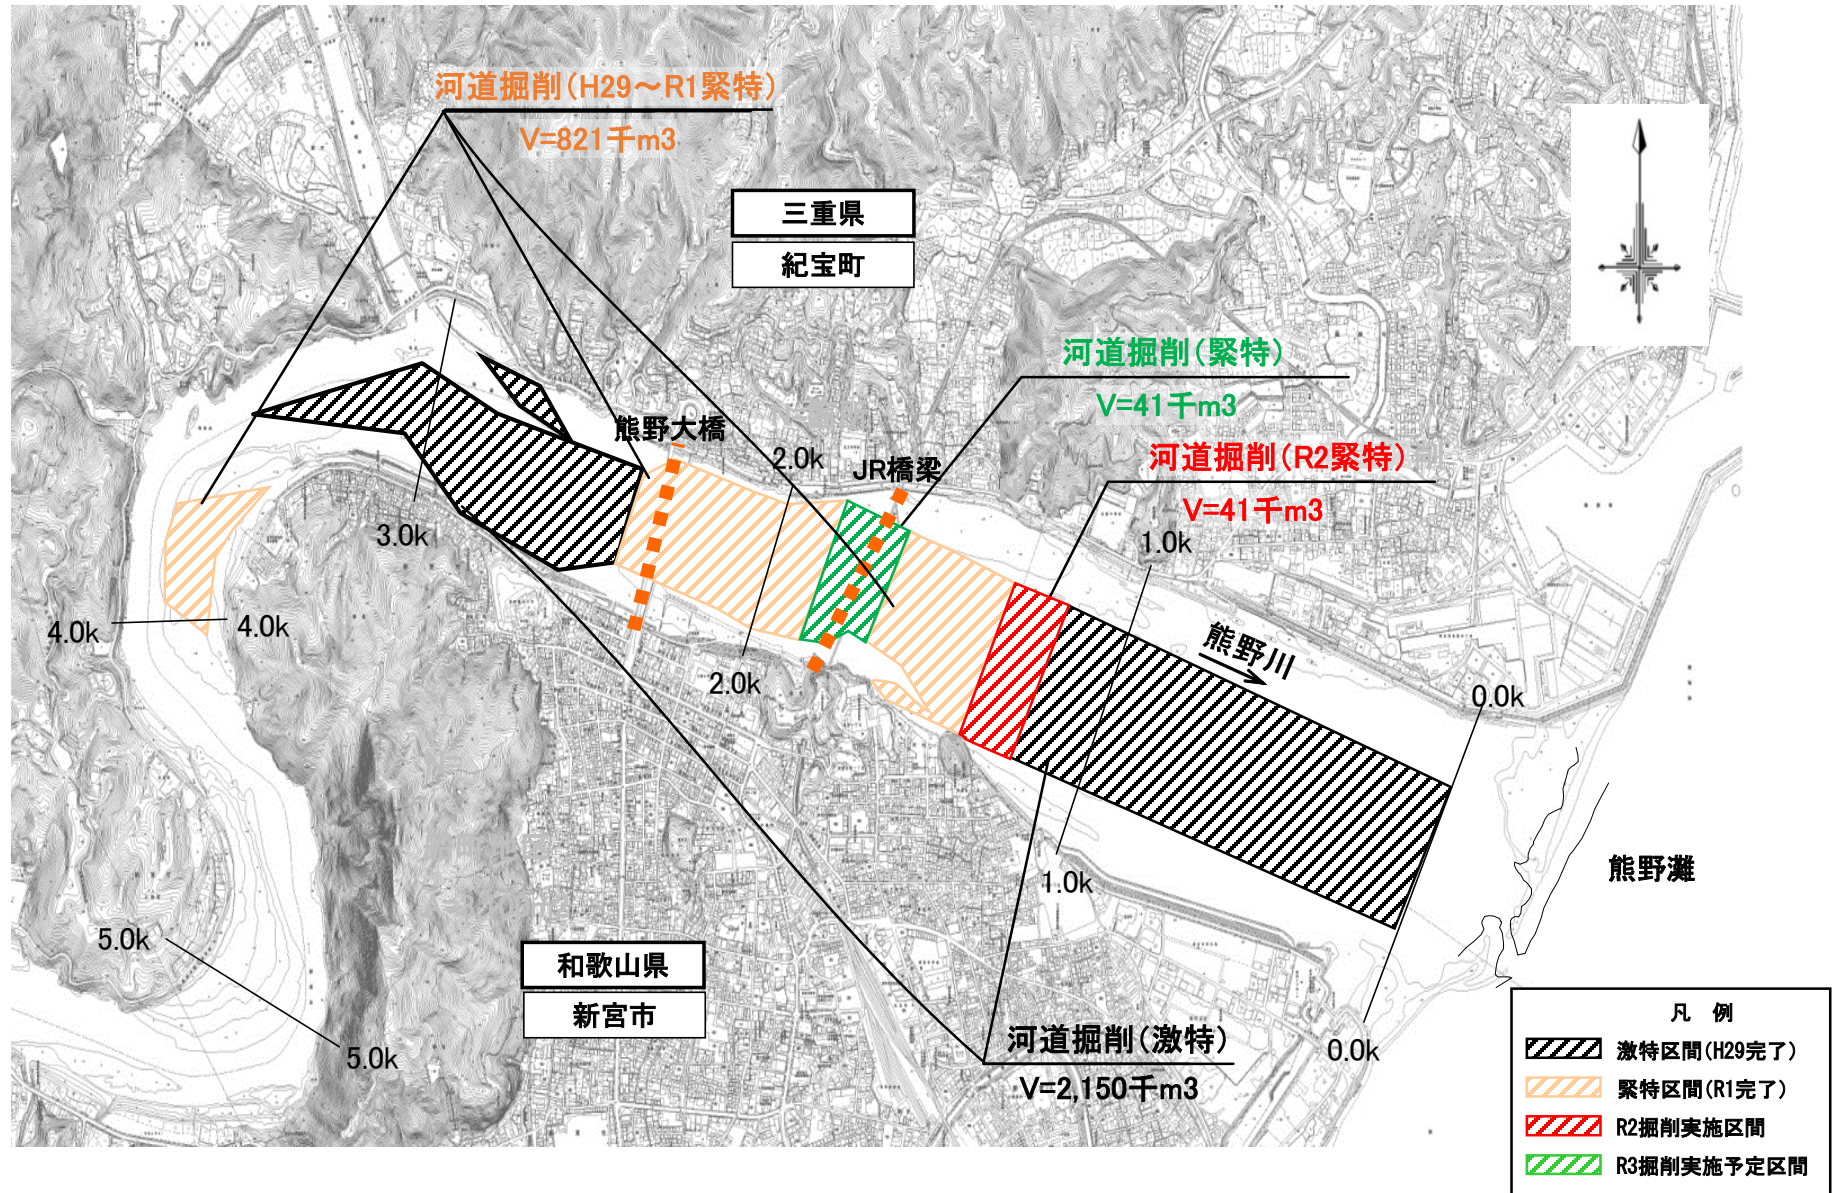 河道掘削(H29～R1緊特)
V=821千m3
三重県
紀宝町
河道掘削(緊特)
V=41千m3
熊野大橋
2.0k
JR橋梁
河道掘削(R2緊特)
V=41千m3
3.0k
1.0k
4.0k
4.0k
熊野川
2.0k
0.0k
熊野灘
1.0k
5.0k
和歌山県
新宮市
5.0k
河道掘削(激特)
V=2,150千m3
0.0k
凡 例
激特区間(H29完了)
緊特区間(R1完了)
R2掘削実施区間
R3掘削実施予定区間